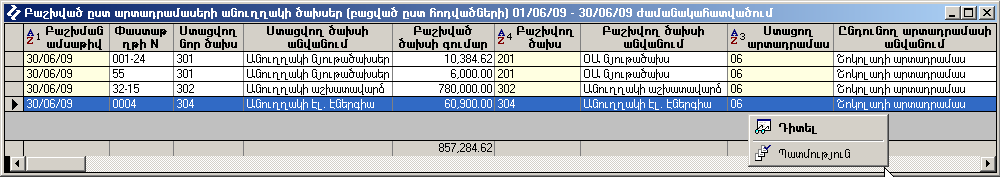 Բաշխված ըստ արտադրամասերի անուղղակի ծախսեր (բացված ըստ հոդվածների) 01/06/09 - 30/06/09 ժամանակահատվածում
1 Բաշխման ամսաթիվ Փաստաթղթի N Ստացվող նոր ծախս Ստացվող ծախսի անվանում Բաշխված ծախսի գումար 4 Բաշխվող ծախս Բաշխվող ծախսի անվանում 3 Ստացող արտադրամաս Ընդունող արտադրամասի անվանում
30/06/09 001-24 301 Անուղղակի Նյութածախսեր 10,384.62 201 ՕԱ Նյութածախս 06 Շոկոլադի արտադրամաս
30/06/09 55 301 Անուղղակի Նյութածախսեր 6,000.00 201 ՕԱ Նյութածախս 06 Շոկոլադի արտադրամաս
30/06/09 32-15 302 Անուղղակի աշխատավարձ 780,000.00 302 Անուղղակի աշխատավարձ 06 Շոկոլադի արտադրամաս
30/06/09 0004 304 Անուղղակի էլ. էներգիա 60,900.00 304 Անուղղակի էլ. էներգիա 06 Շոկոլադի արտադրամաս
857,284.62
Դիտել
Պատմություն